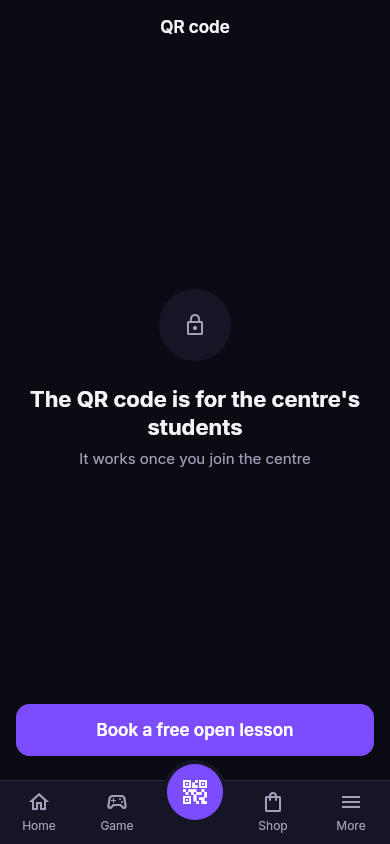 QR code
The QR code is for the centre's
students
It works once you join the centre
Book a free open lesson
Home
Game
Shop
More